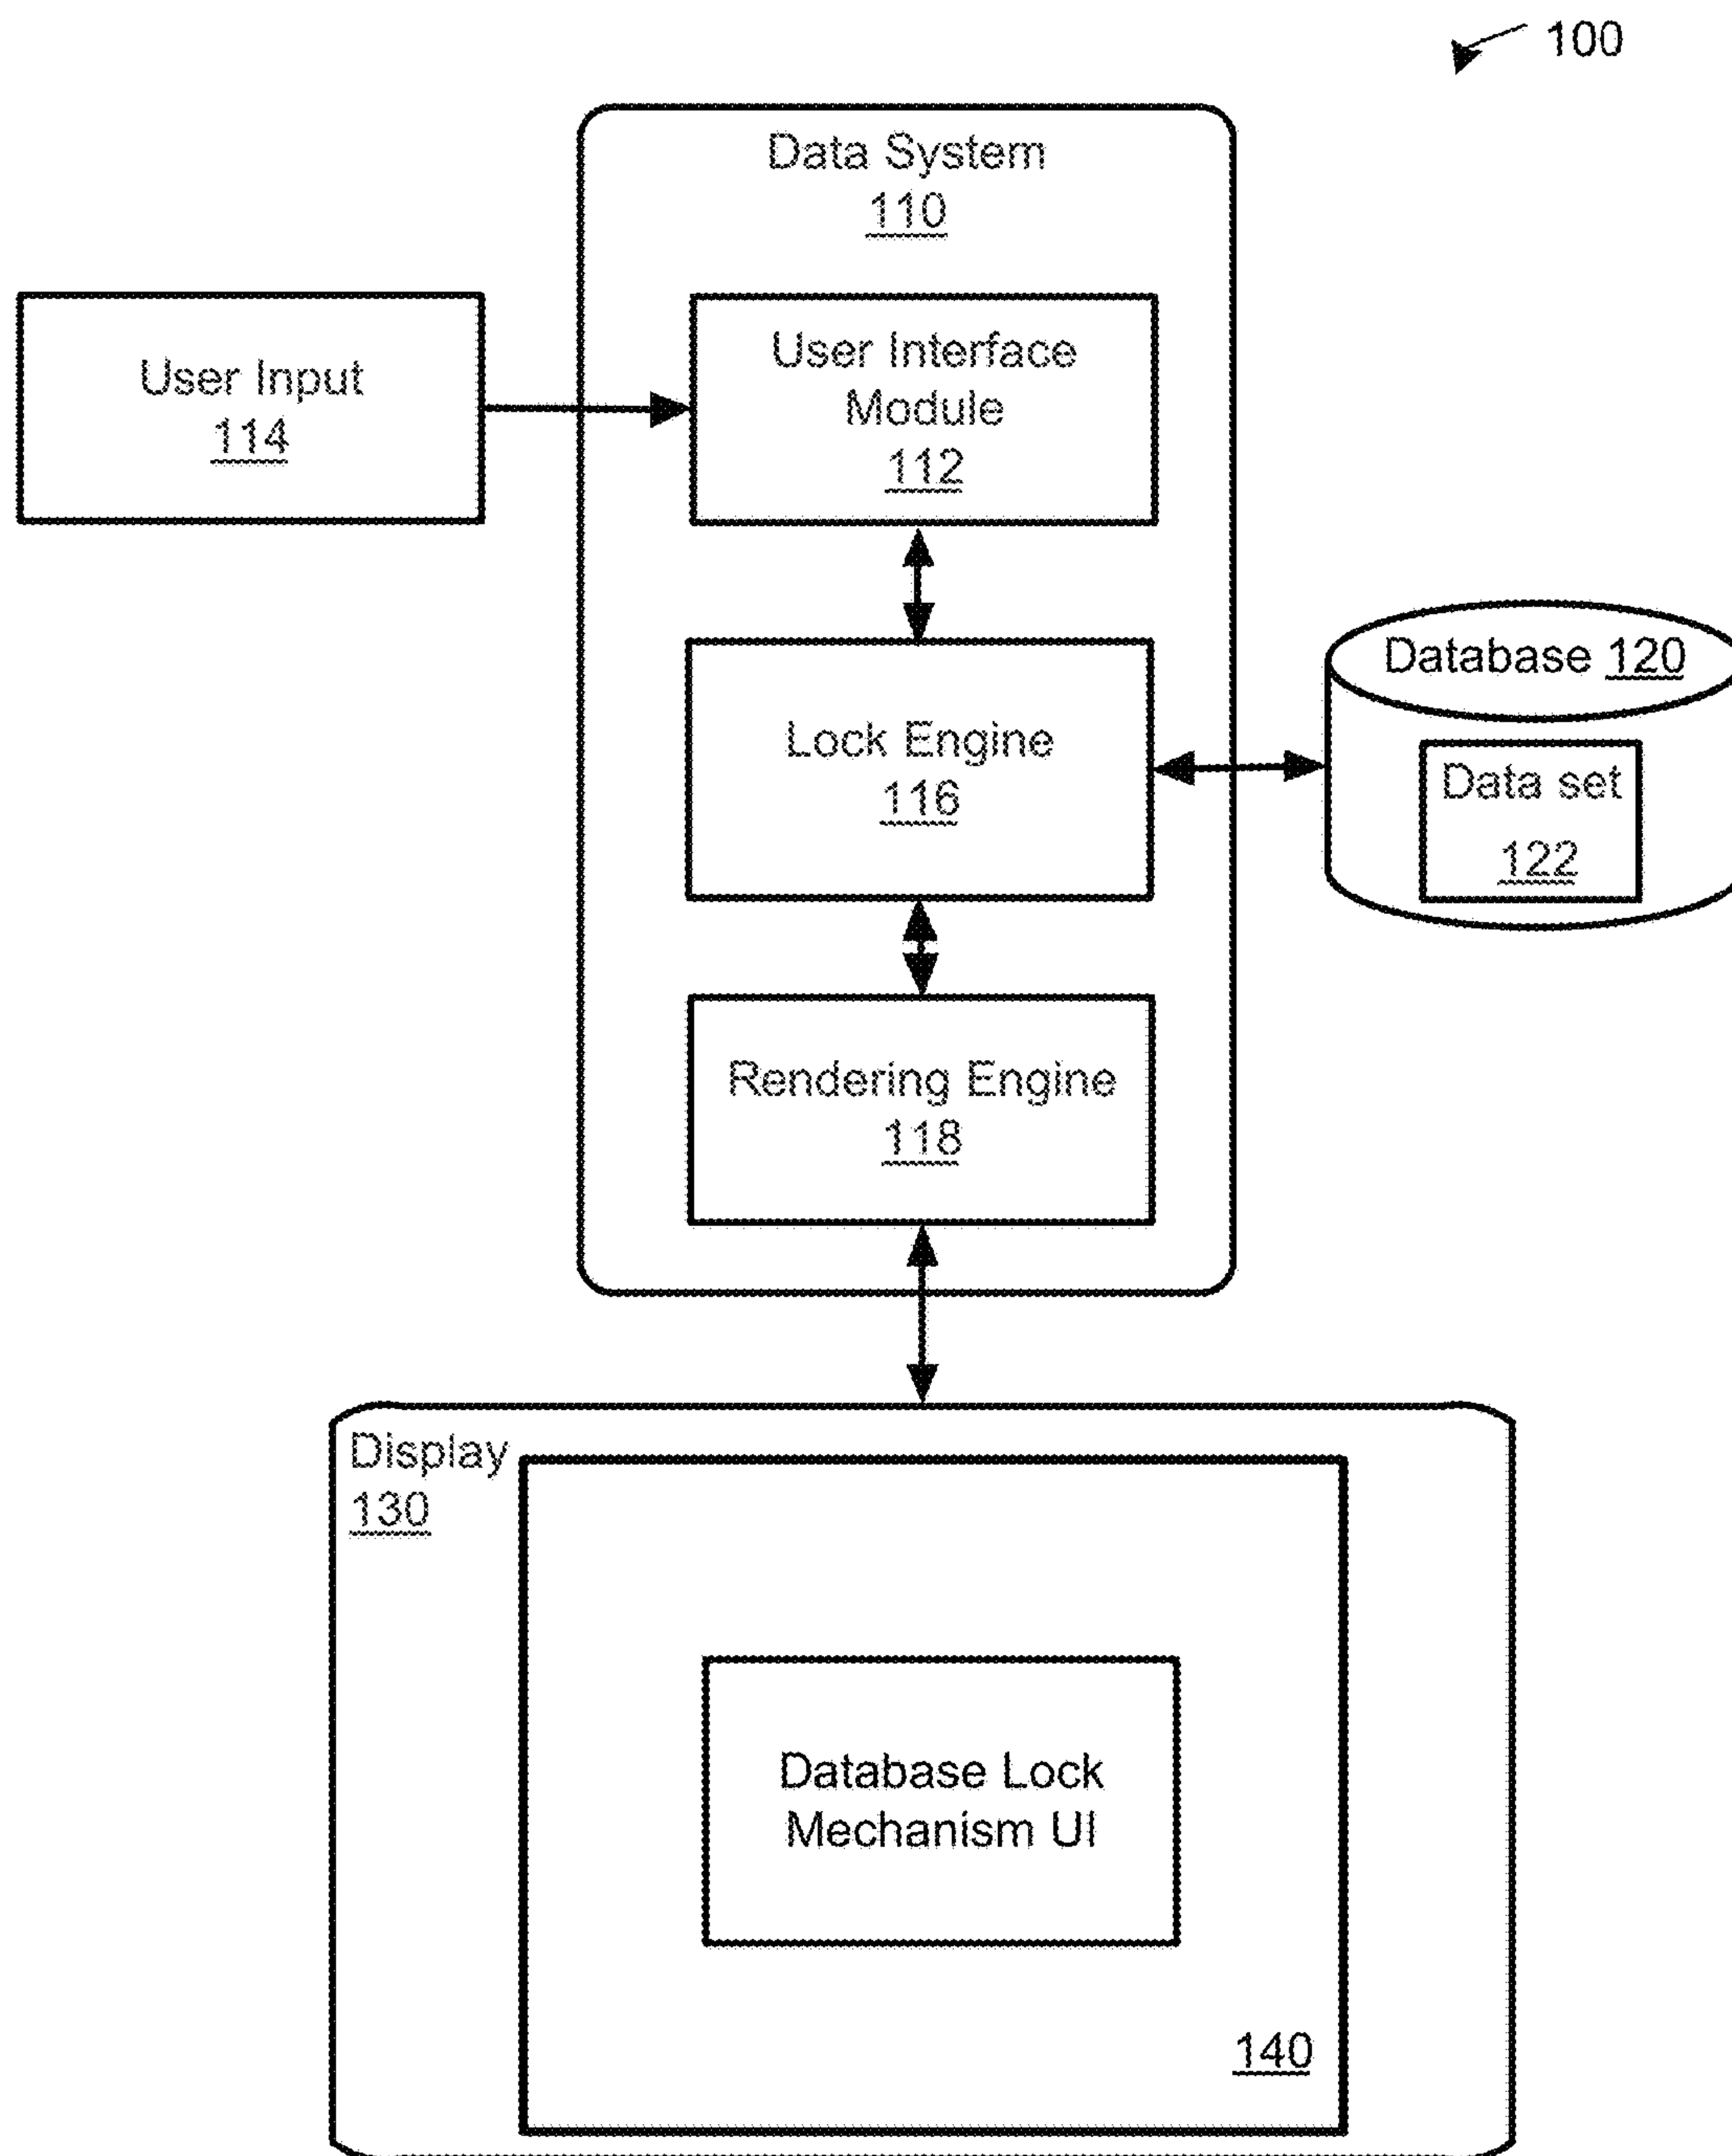 100
Data System
110
User Input
114
User Interface
Module
112
Lock Engine
116
Database 120
Data set
122
Rendering Engine
118
Display
130
Database Lock
Mechanism UI
140